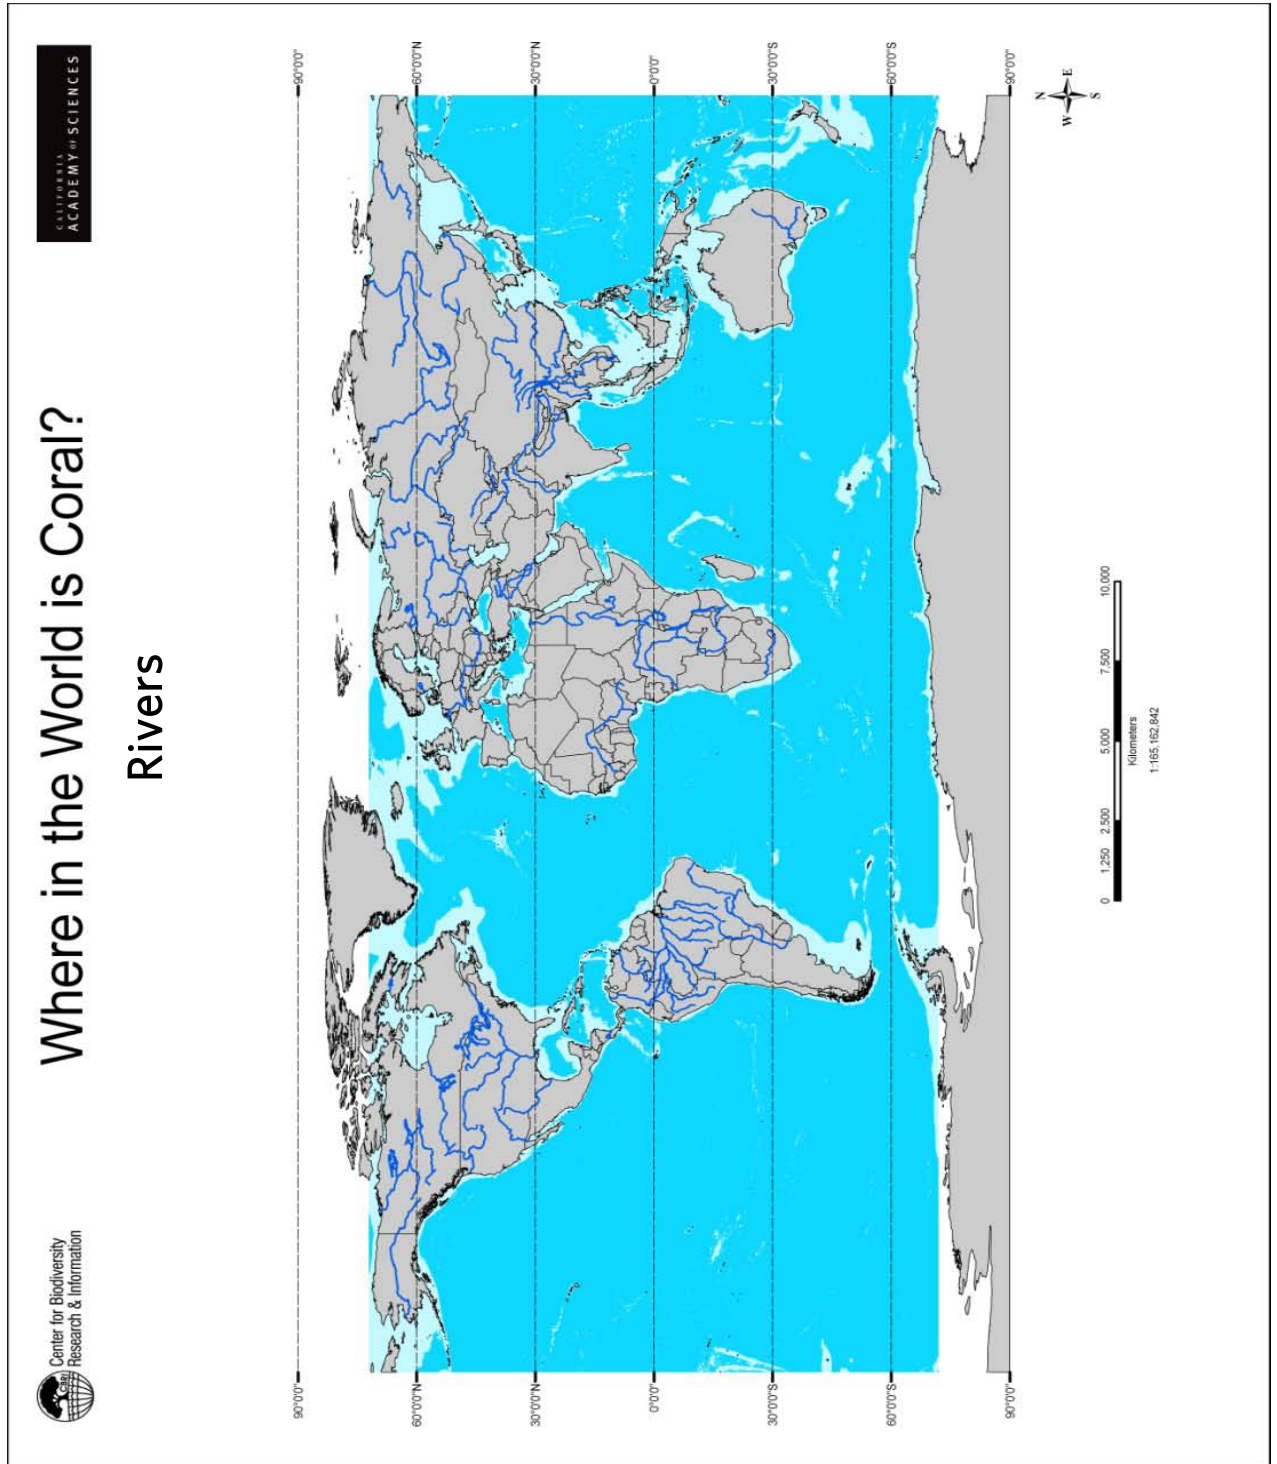 Center for Biodiversity
Research & Information
CBRI
Where in the World is Coral?
CALIFORNIA
ACADEMY OF SCIENCES
Rivers
90°0'0"
60°0'0"N
30°0'0"N
0°0'0"
30°0'0"S
60°0'0"S
90°0'0"
90°0'0"
60°0'0"N
30°0'0"N
0°0'0"
30°0'0"S
60°0'0"S
90°0'0"
N
W E
S
0 1,250 2,500 5,000 7,500 10,000
Kilometers
1:165,162,842